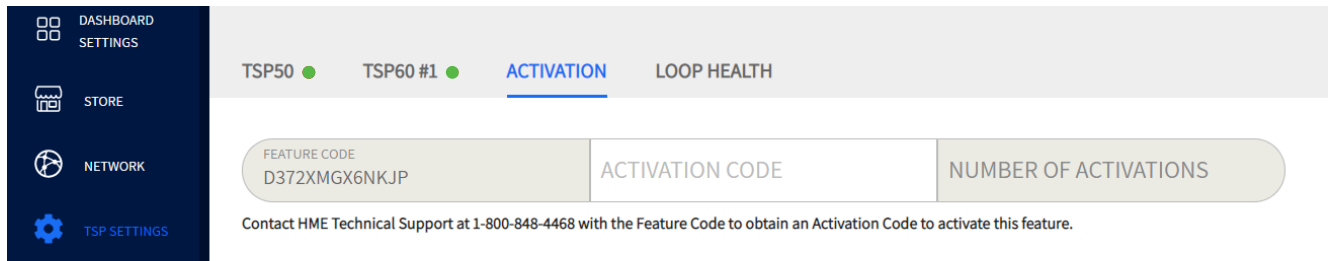 DASHBOARD
SETTINGS
STORE
NETWORK
TSP SETTINGS
TSP50
TSP60 #1
ACTIVATION
LOOP HEALTH
FEATURE CODE
D372XMGX6NKJP
ACTIVATION CODE
NUMBER OF ACTIVATIONS
Contact HME Technical Support at 1-800-848-4468 with the Feature Code to obtain an Activation Code to activate this feature.